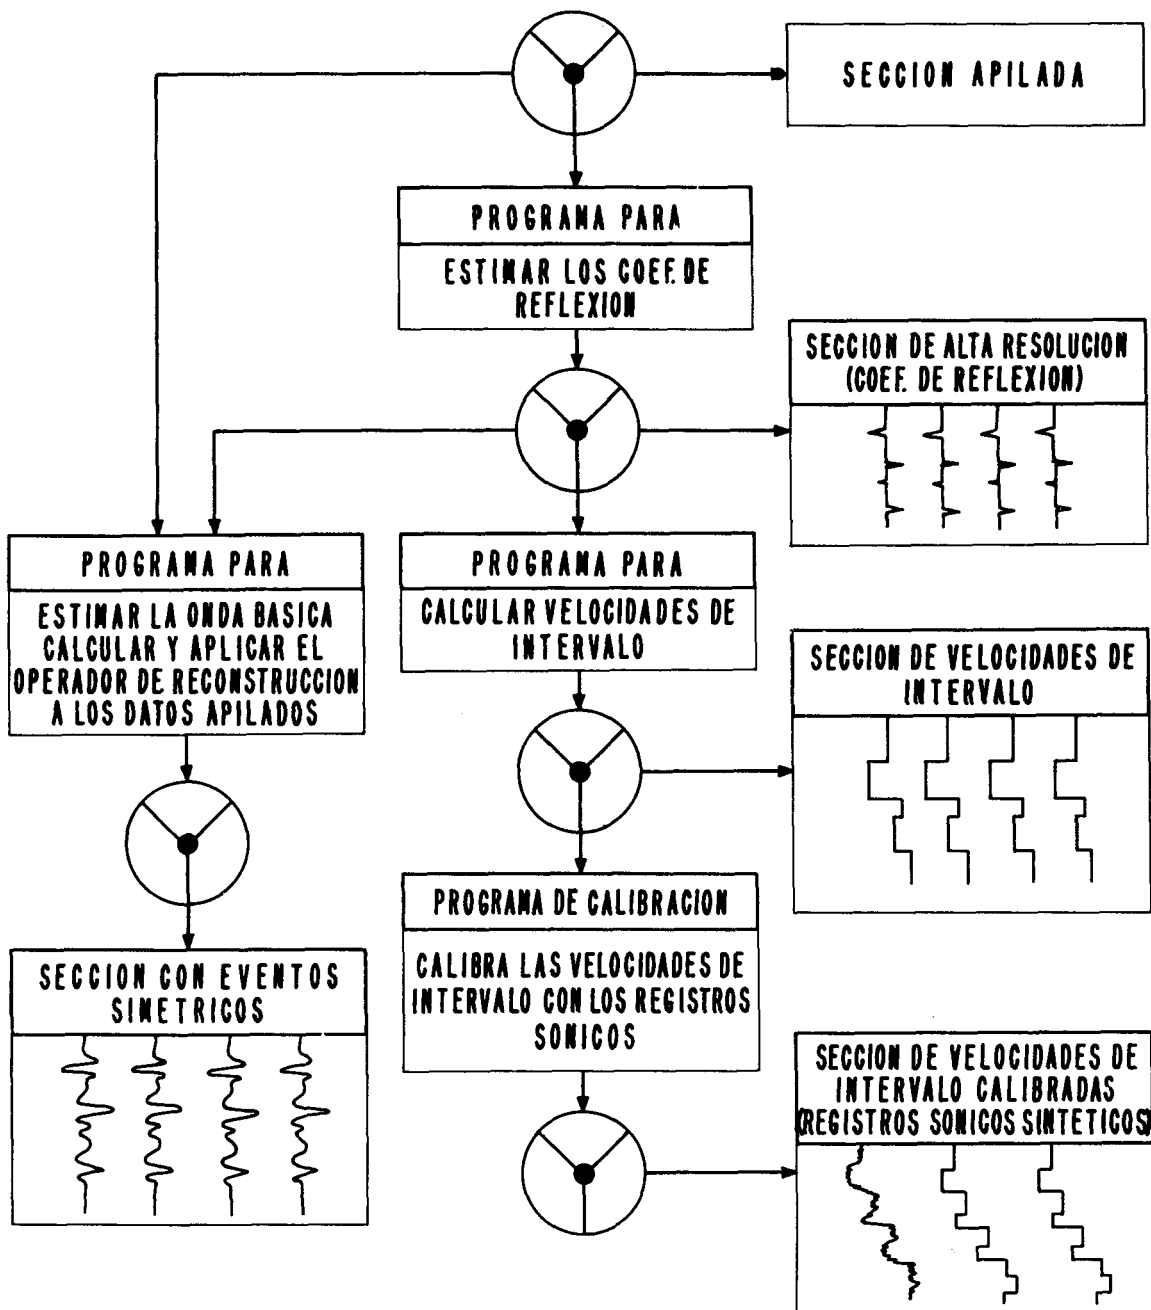 SECCION APILADA
PROGRAMA PARA
ESTIMAR LOS COEF. DE
REFLEXION
SECCION DE ALTA RESOLUCION
(COEF. DE REFLEXION)
PROGRAMA PARA
ESTIMAR LA ONDA BASICA
CALCULAR Y APLICAR EL
OPERADOR DE RECONSTRUCCION
A LOS DATOS APILADOS
PROGRAMA PARA
CALCULAR VELOCIDADES DE
INTERVALO
SECCION DE VELOCIDADES DE
INTERVALO
PROGRAMA DE CALIBRACION
CALIBRA LAS VELOCIDADES DE
INTERVALO CON LOS REGISTROS
SONICOS
SECCION CON EVENTOS
SIMETRICOS
SECCION DE VELOCIDADES DE
INTERVALO CALIBRADAS
(REGISTROS SONICOS SINTETICOS)